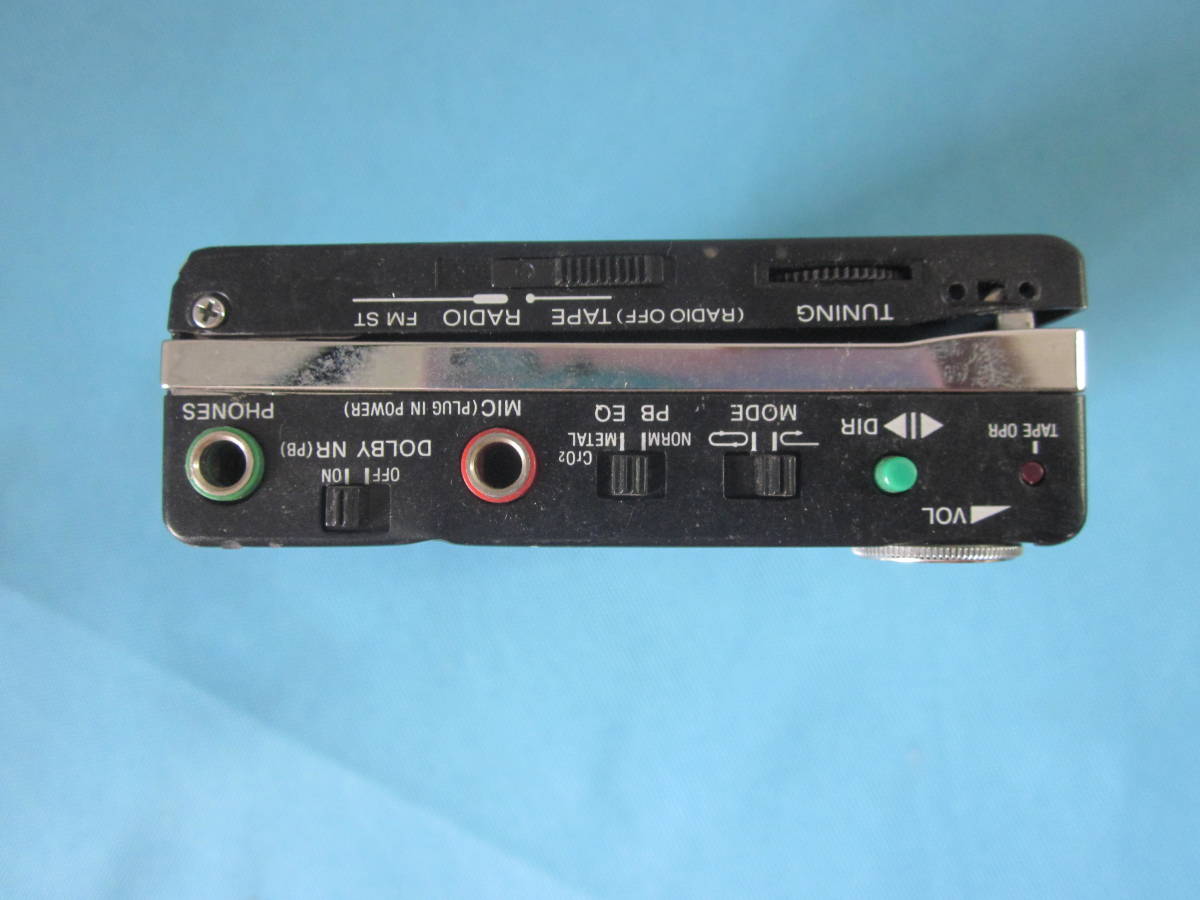 VOL
TAPE OPR
DIR
MODE
NORM METAL
CrO₂
PB EQ
MIC (PLUG IN POWER)
OFF ON
DOLBY NR (PB)
PHONES
TUNING
(RADIO OFF) TAPE RADIO FM ST